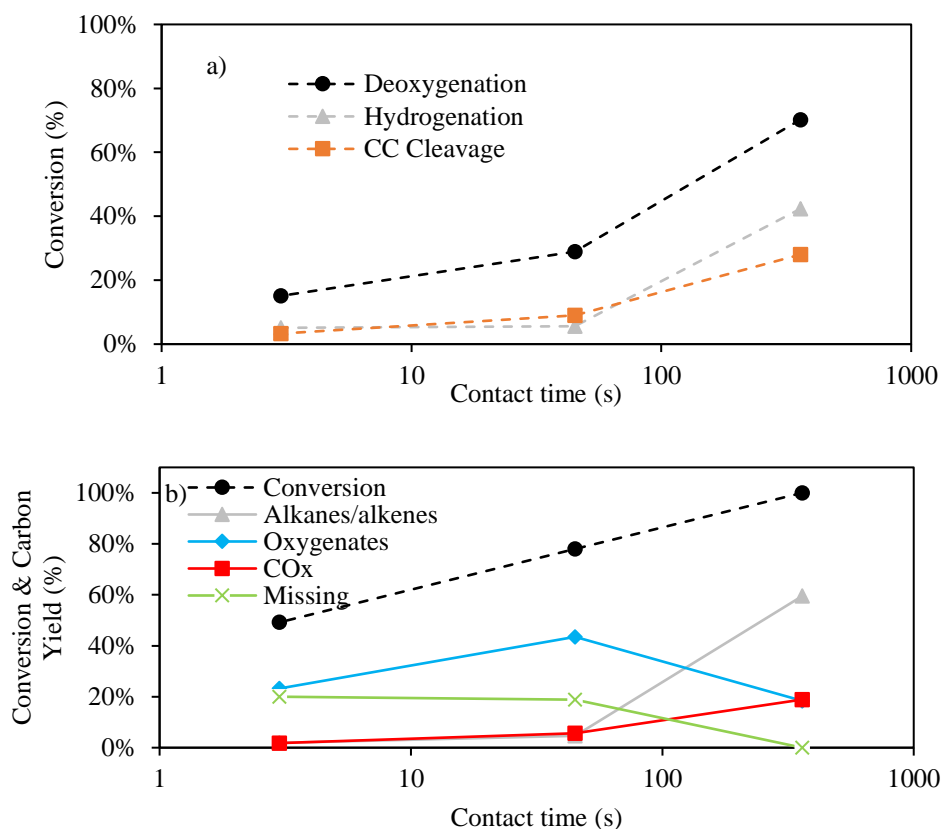 100%
80%
60%
40%
20%
0%
Conversion (%)
a)
Deoxygenation
Hydrogenation
CC Cleavage
1
10
100
1000
Contact time (s)
100%
80%
60%
40%
20%
0%
Conversion & Carbon
Yield (%)
b)
Conversion
Alkanes/alkenes
Oxygenates
COx
Missing
1
10
100
1000
Contact time (s)